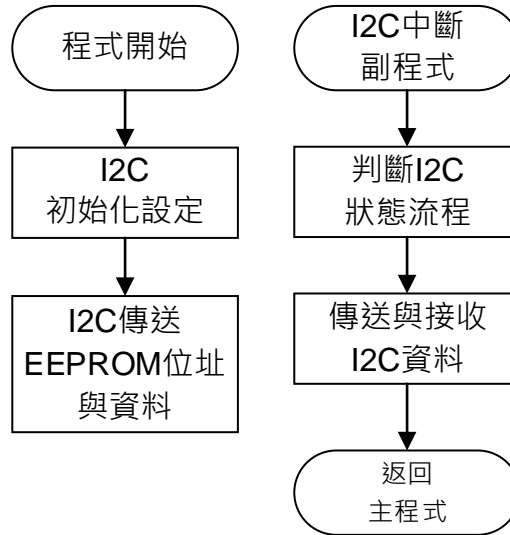 程式開始
I2C
初始化設定
I2C傳送
EEPROM位址
與資料
I2C中斷
副程式
判斷I2C
狀態流程
傳送與接收
I2C資料
返回
主程式